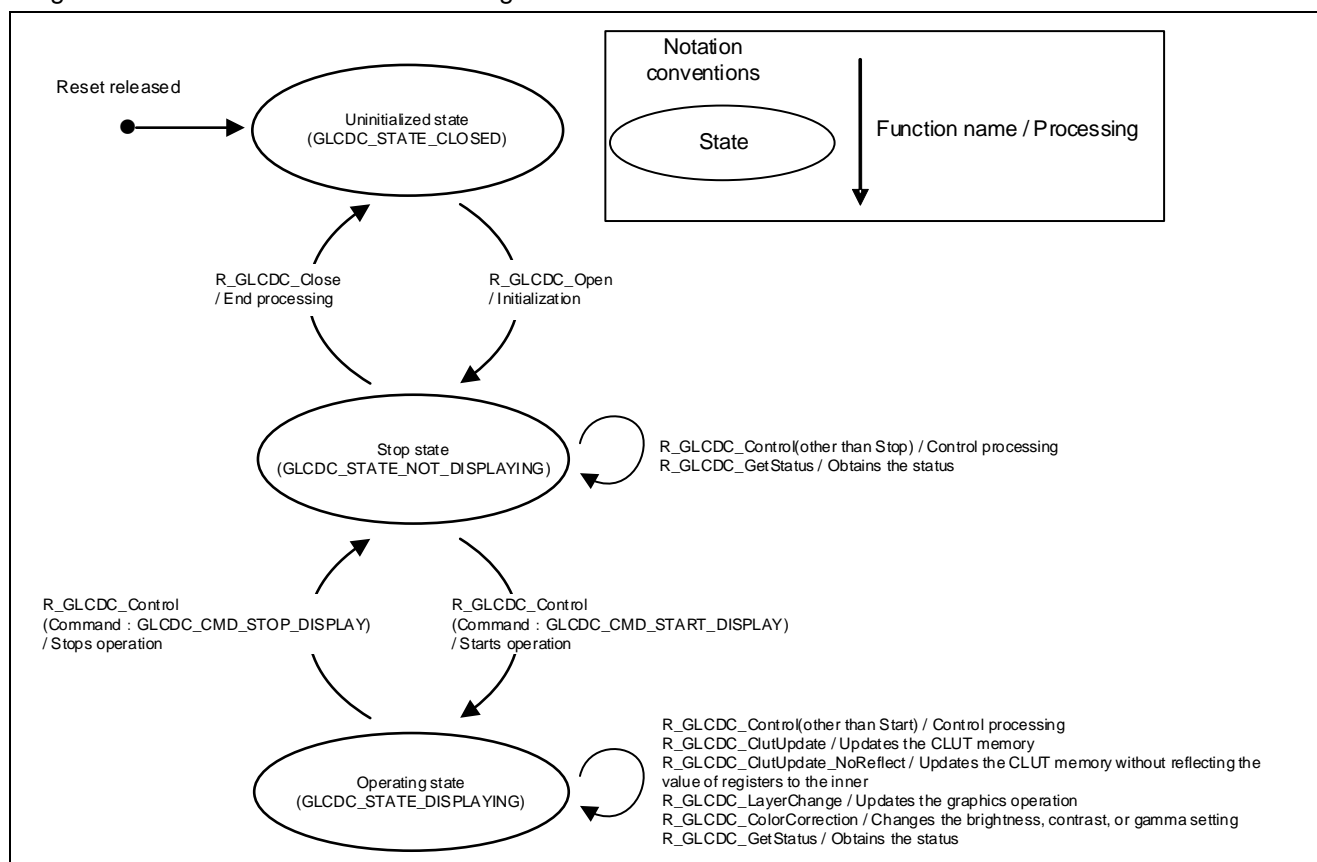 Notation
conventions
State
Function name / Processing
Reset released
Uninitialized state
(GLCDC_STATE_CLOSED)
R_GLCDC_Close
/ End processing
R_GLCDC_Open
/ Initialization
Stop state
(GLCDC_STATE_NOT_DISPLAYING)
R_GLCDC_Control(other than Stop) / Control processing
R_GLCDC_GetStatus / Obtains the status
R_GLCDC_Control
(Command : GLCDC_CMD_STOP_DISPLAY)
/ Stops operation
R_GLCDC_Control
(Command : GLCDC_CMD_START_DISPLAY)
/ Starts operation
Operating state
(GLCDC_STATE_DISPLAYING)
R_GLCDC_Control(other than Start) / Control processing
R_GLCDC_ClutUpdate / Updates the CLUT memory
R_GLCDC_ClutUpdate_NoReflect / Updates the CLUT memory without reflecting the
value of registers to the inner
R_GLCDC_LayerChange / Updates the graphics operation
R_GLCDC_ColorCorrection / Changes the brightness, contrast, or gamma setting
R_GLCDC_GetStatus / Obtains the status